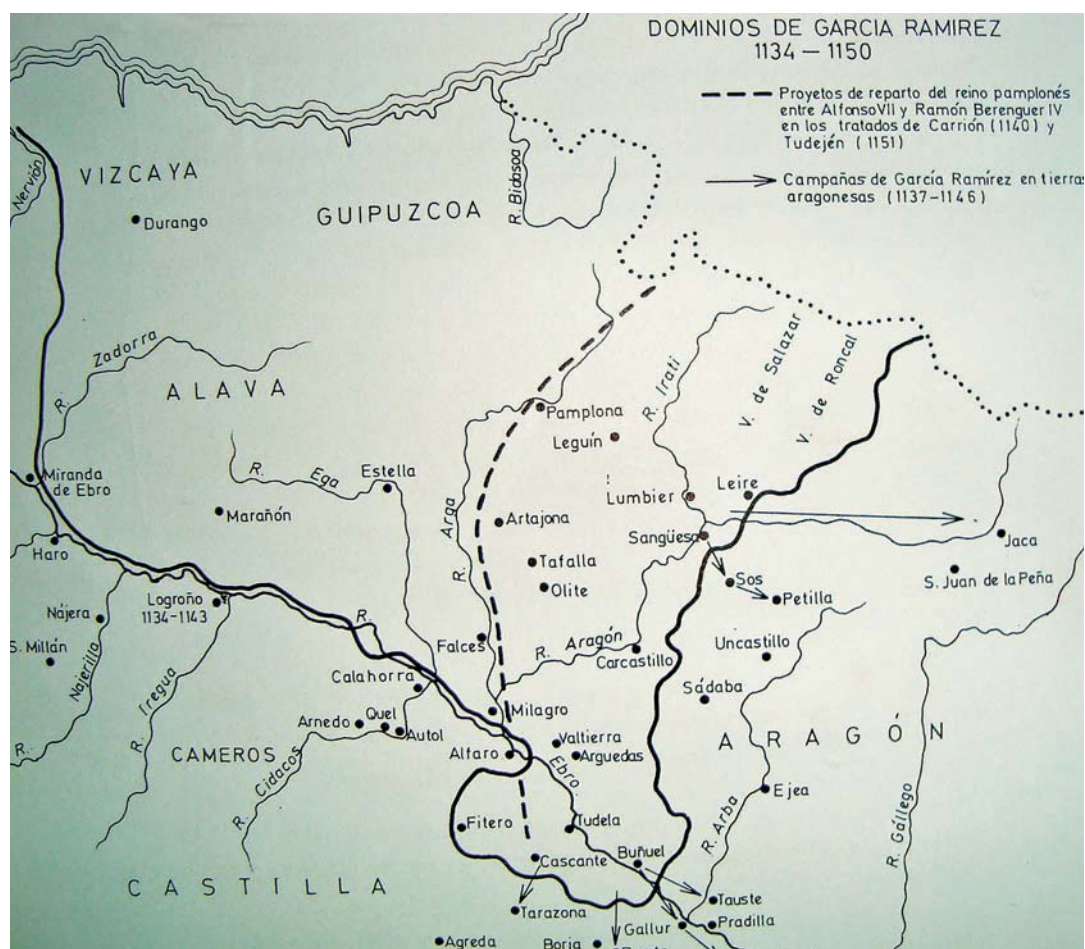 DOMINIOS DE GARCIA RAMIREZ
1134 — 1150
Proyetos de reparto del reino pamplonés
entre Alfonso VII y Ramón Berenguer IV
en los tratados de Carrión (1140) y
Tudején (1151)
Campañas de García Ramírez en tierras
aragonesas (1137-1146)
Nervión
VIZCAYA
Durango
GUIPUZCOA
R. Bidasoa
R. Zadorra
ALAVA
Pamplona
Leguín
R. Irati
V. de Salazar
V. de Roncal
Miranda
de Ebro
R. Ega
Estella
Marañón
R. Arga
Artajona
Lumbier
Leire
Sangüesa
Jaca
Haro
Tafalla
Olite
Sos
Petilla
S. Juan de la Peña
Nájera
Logroño
1134-1143
R.
S. Millán
R. Najerilla
R. Iregua
Falces
R. Aragón
Carcastillo
Uncastillo
Calahorra
Sádaba
Arnedo
Quel
Autol
Milagro
CAMEROS
R. Cidacos
Alfaro
Valtierra
Arguedas
ARAGÓN
Ebro
Ejea
R. Arba
R. Gállego
Fitero
Tudela
Cascante
Buñuel
CASTILLA
Tarazona
Tauste
Gallur
Pradilla
Agreda
Borja